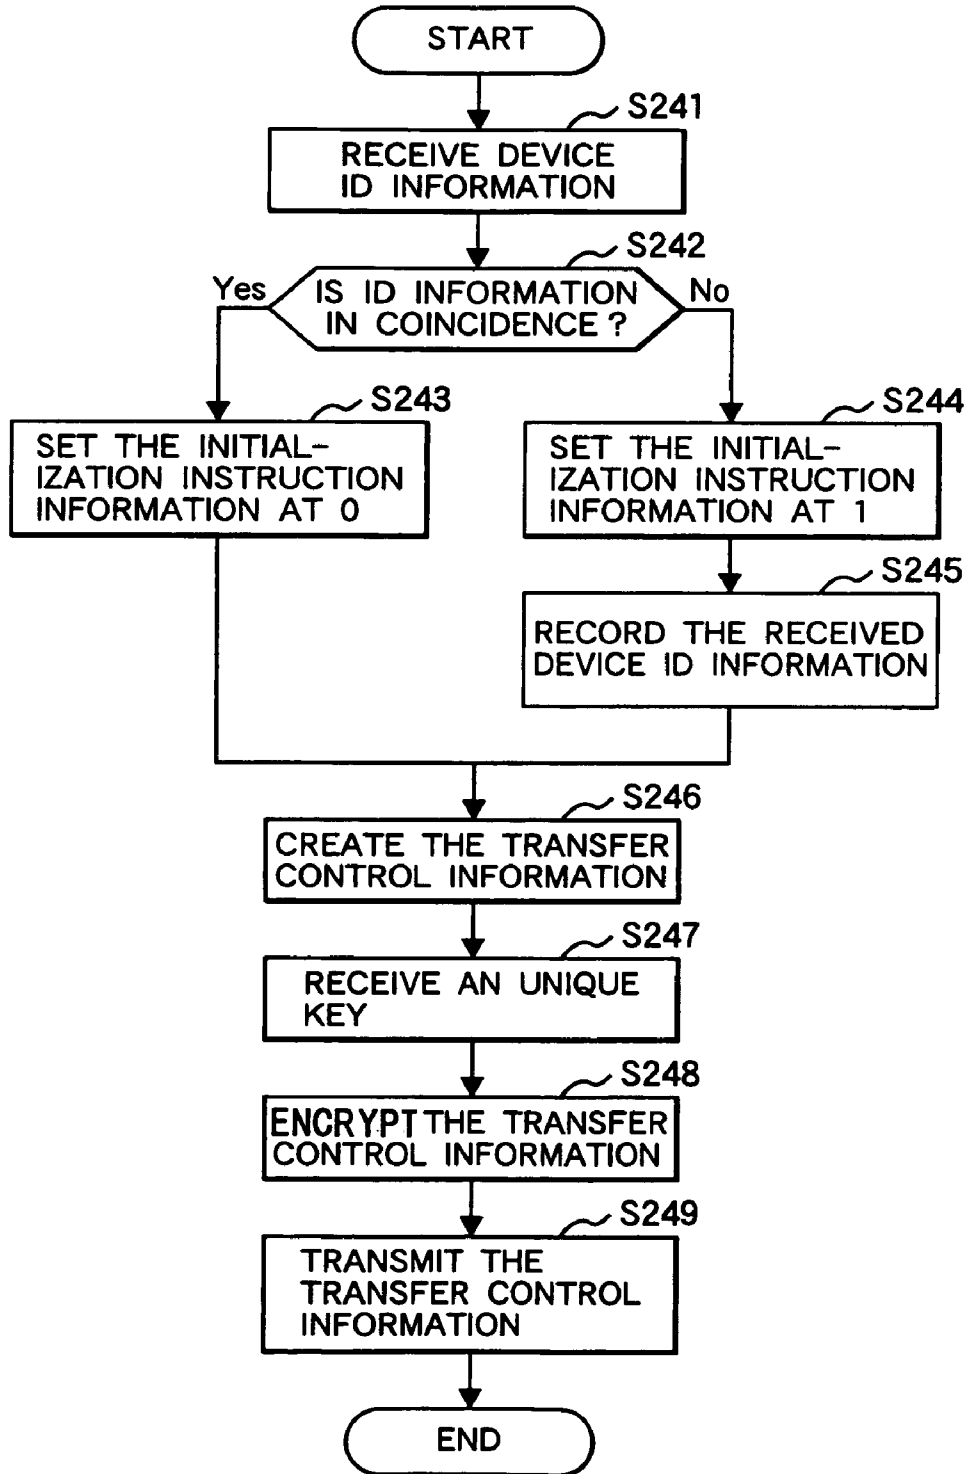 START
S241
RECEIVE DEVICE
ID INFORMATION
S242
Yes
IS ID INFORMATION
IN COINCIDENCE ?
No
S243
SET THE INITIAL-
IZATION INSTRUCTION
INFORMATION AT 0
S244
SET THE INITIAL-
IZATION INSTRUCTION
INFORMATION AT 1
S245
RECORD THE RECEIVED
DEVICE ID INFORMATION
S246
CREATE THE TRANSFER
CONTROL INFORMATION
S247
RECEIVE AN UNIQUE
KEY
S248
ENCRYPT THE TRANSFER
CONTROL INFORMATION
S249
TRANSMIT THE
TRANSFER CONTROL
INFORMATION
END